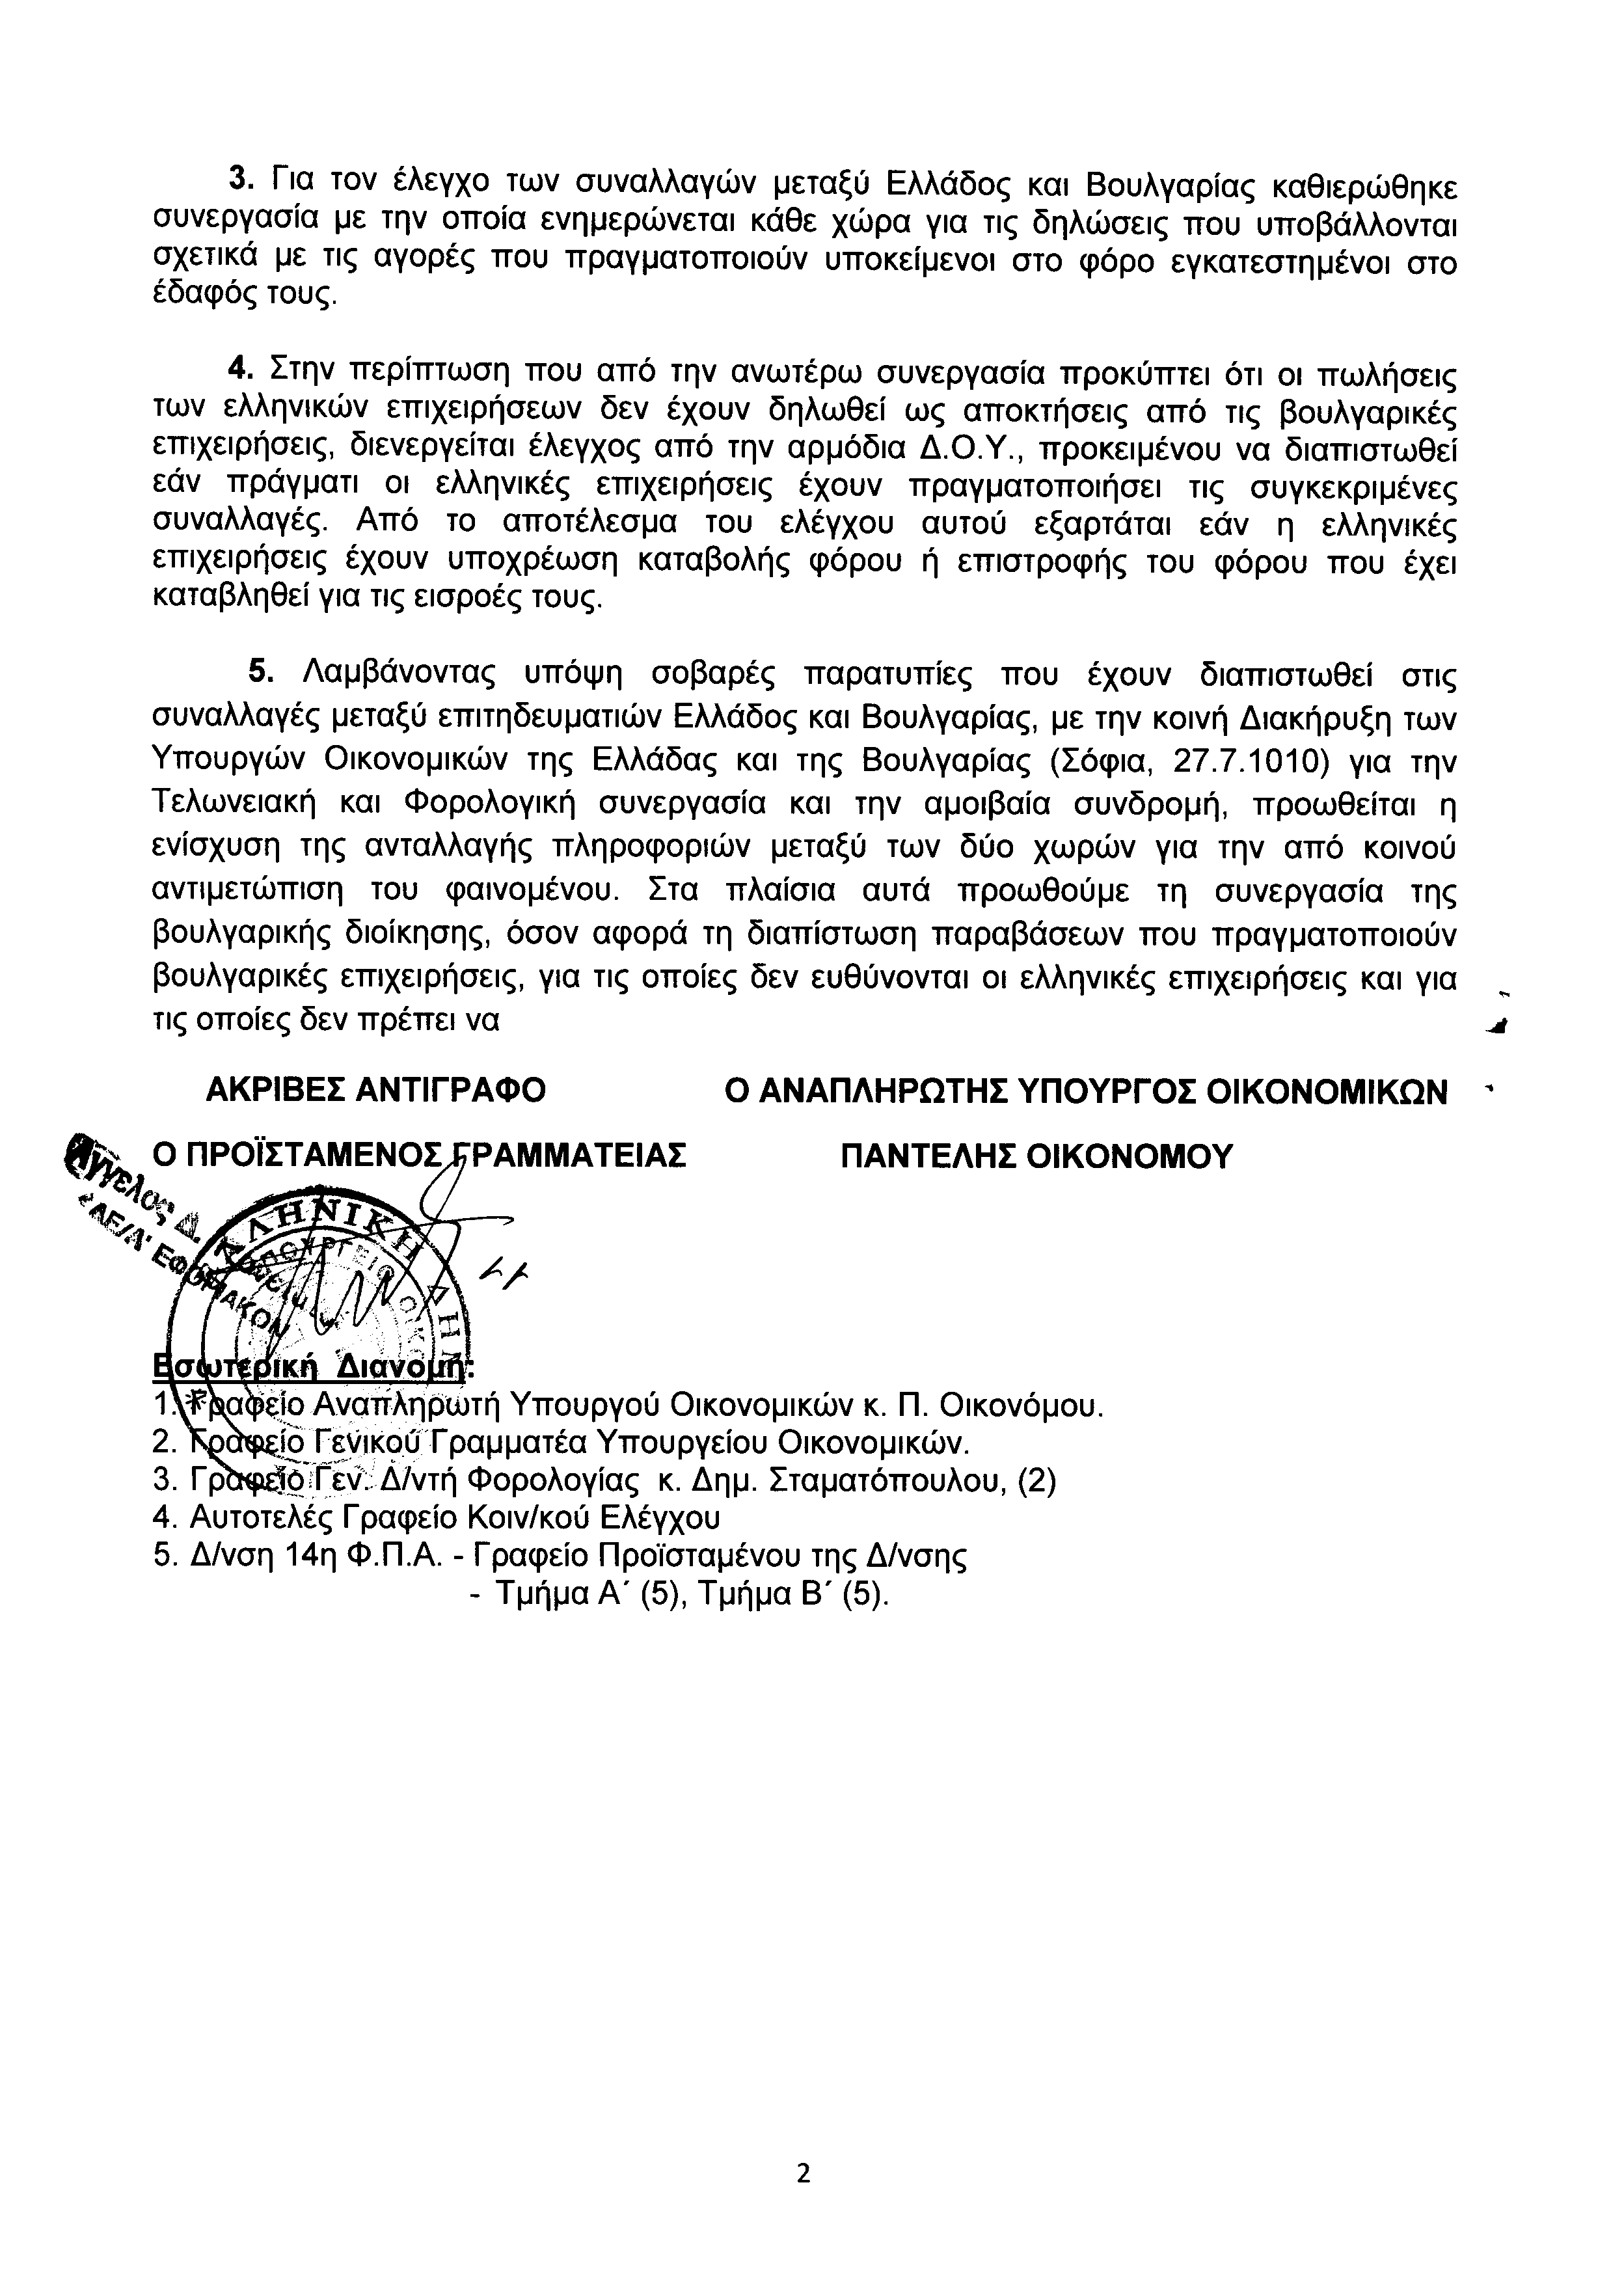 3. Για τον έλεγχο των συναλλαγών μεταξύ Ελλάδος και Βουλγαρίας καθιερώθηκε
συνεργασία με την οποία ενημερώνεται κάθε χώρα για τις δηλώσεις που υποβάλλονται
σχετικά με τις αγορές που πραγματοποιούν υποκείμενοι στο φόρο εγκατεστημένοι στο
έδαφός τους.
4. Στην περίπτωση που από την ανωτέρω συνεργασία προκύπτει ότι οι πωλήσεις
των ελληνικών επιχειρήσεων δεν έχουν δηλωθεί ως αποκτήσεις από τις βουλγαρικές
επιχειρήσεις, διενεργείται έλεγχος από την αρμόδια Δ.Ο.Υ., προκειμένου να διαπιστωθεί
εάν πράγματι οι ελληνικές επιχειρήσεις έχουν πραγματοποιήσει τις συγκεκριμένες
συναλλαγές. Από το αποτέλεσμα του ελέγχου αυτού εξαρτάται εάν η ελληνικές
επιχειρήσεις έχουν υποχρέωση καταβολής φόρου ή επιστροφής του φόρου που έχει
καταβληθεί για τις εισροές τους.
5. Λαμβάνοντας υπόψη σοβαρές παρατυπίες που έχουν διαπιστωθεί στις
συναλλαγές μεταξύ επιτηδευματιών Ελλάδος και Βουλγαρίας, με την κοινή Διακήρυξη των
Υπουργών Οικονομικών της Ελλάδας και της Βουλγαρίας (Σόφια, 27.7.1010) για την
Τελωνειακή και Φορολογική συνεργασία και την αμοιβαία συνδρομή, προωθείται η
ενίσχυση της ανταλλαγής πληροφοριών μεταξύ των δύο χωρών για την από κοινού
αντιμετώπιση του φαινομένου. Στα πλαίσια αυτά προωθούμε τη συνεργασία της
βουλγαρικής διοίκησης, όσον αφορά τη διαπίστωση παραβάσεων που πραγματοποιούν
βουλγαρικές επιχειρήσεις, για τις οποίες δεν ευθύνονται οι ελληνικές επιχειρήσεις και για
τις οποίες δεν πρέπει να
ΑΚΡΙΒΕΣ ΑΝΤΙΓΡΑΦΟ Ο ΑΝΑΠΛΗΡΩΤΗΣ ΥΠΟΥΡΓΟΣ ΟΙΚΟΝΟΜΙΚΩΝ
Ο ΠΡΟΪΣΤΑΜΕΝΟΣ ΓΡΑΜΜΑΤΕΙΑΣ ΠΑΝΤΕΛΗΣ ΟΙΚΟΝΟΜΟΥ
Άγγελος Δ.
Εσωτερική Διανομή:
1. Γραφείο Αναπληρωτή Υπουργού Οικονομικών κ. Π. Οικονόμου.
2. Γραφείο Γενικού Γραμματέα Υπουργείου Οικονομικών.
3. Γραφείο Γεν. Δ/ντή Φορολογίας κ. Δημ. Σταματόπουλου, (2)
4. Αυτοτελές Γραφείο Κοιν/κού Ελέγχου
5. Δ/νση 14η Φ.Π.Α. - Γραφείο Προϊσταμένου της Δ/νσης
- Τμήμα Α΄ (5), Τμήμα Β΄ (5).
2